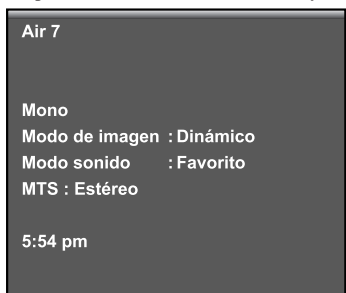 Air 7
Mono
Modo de imagen : Dinámico
Modo sonido : Favorito
MTS : Estéreo
5:54 pm